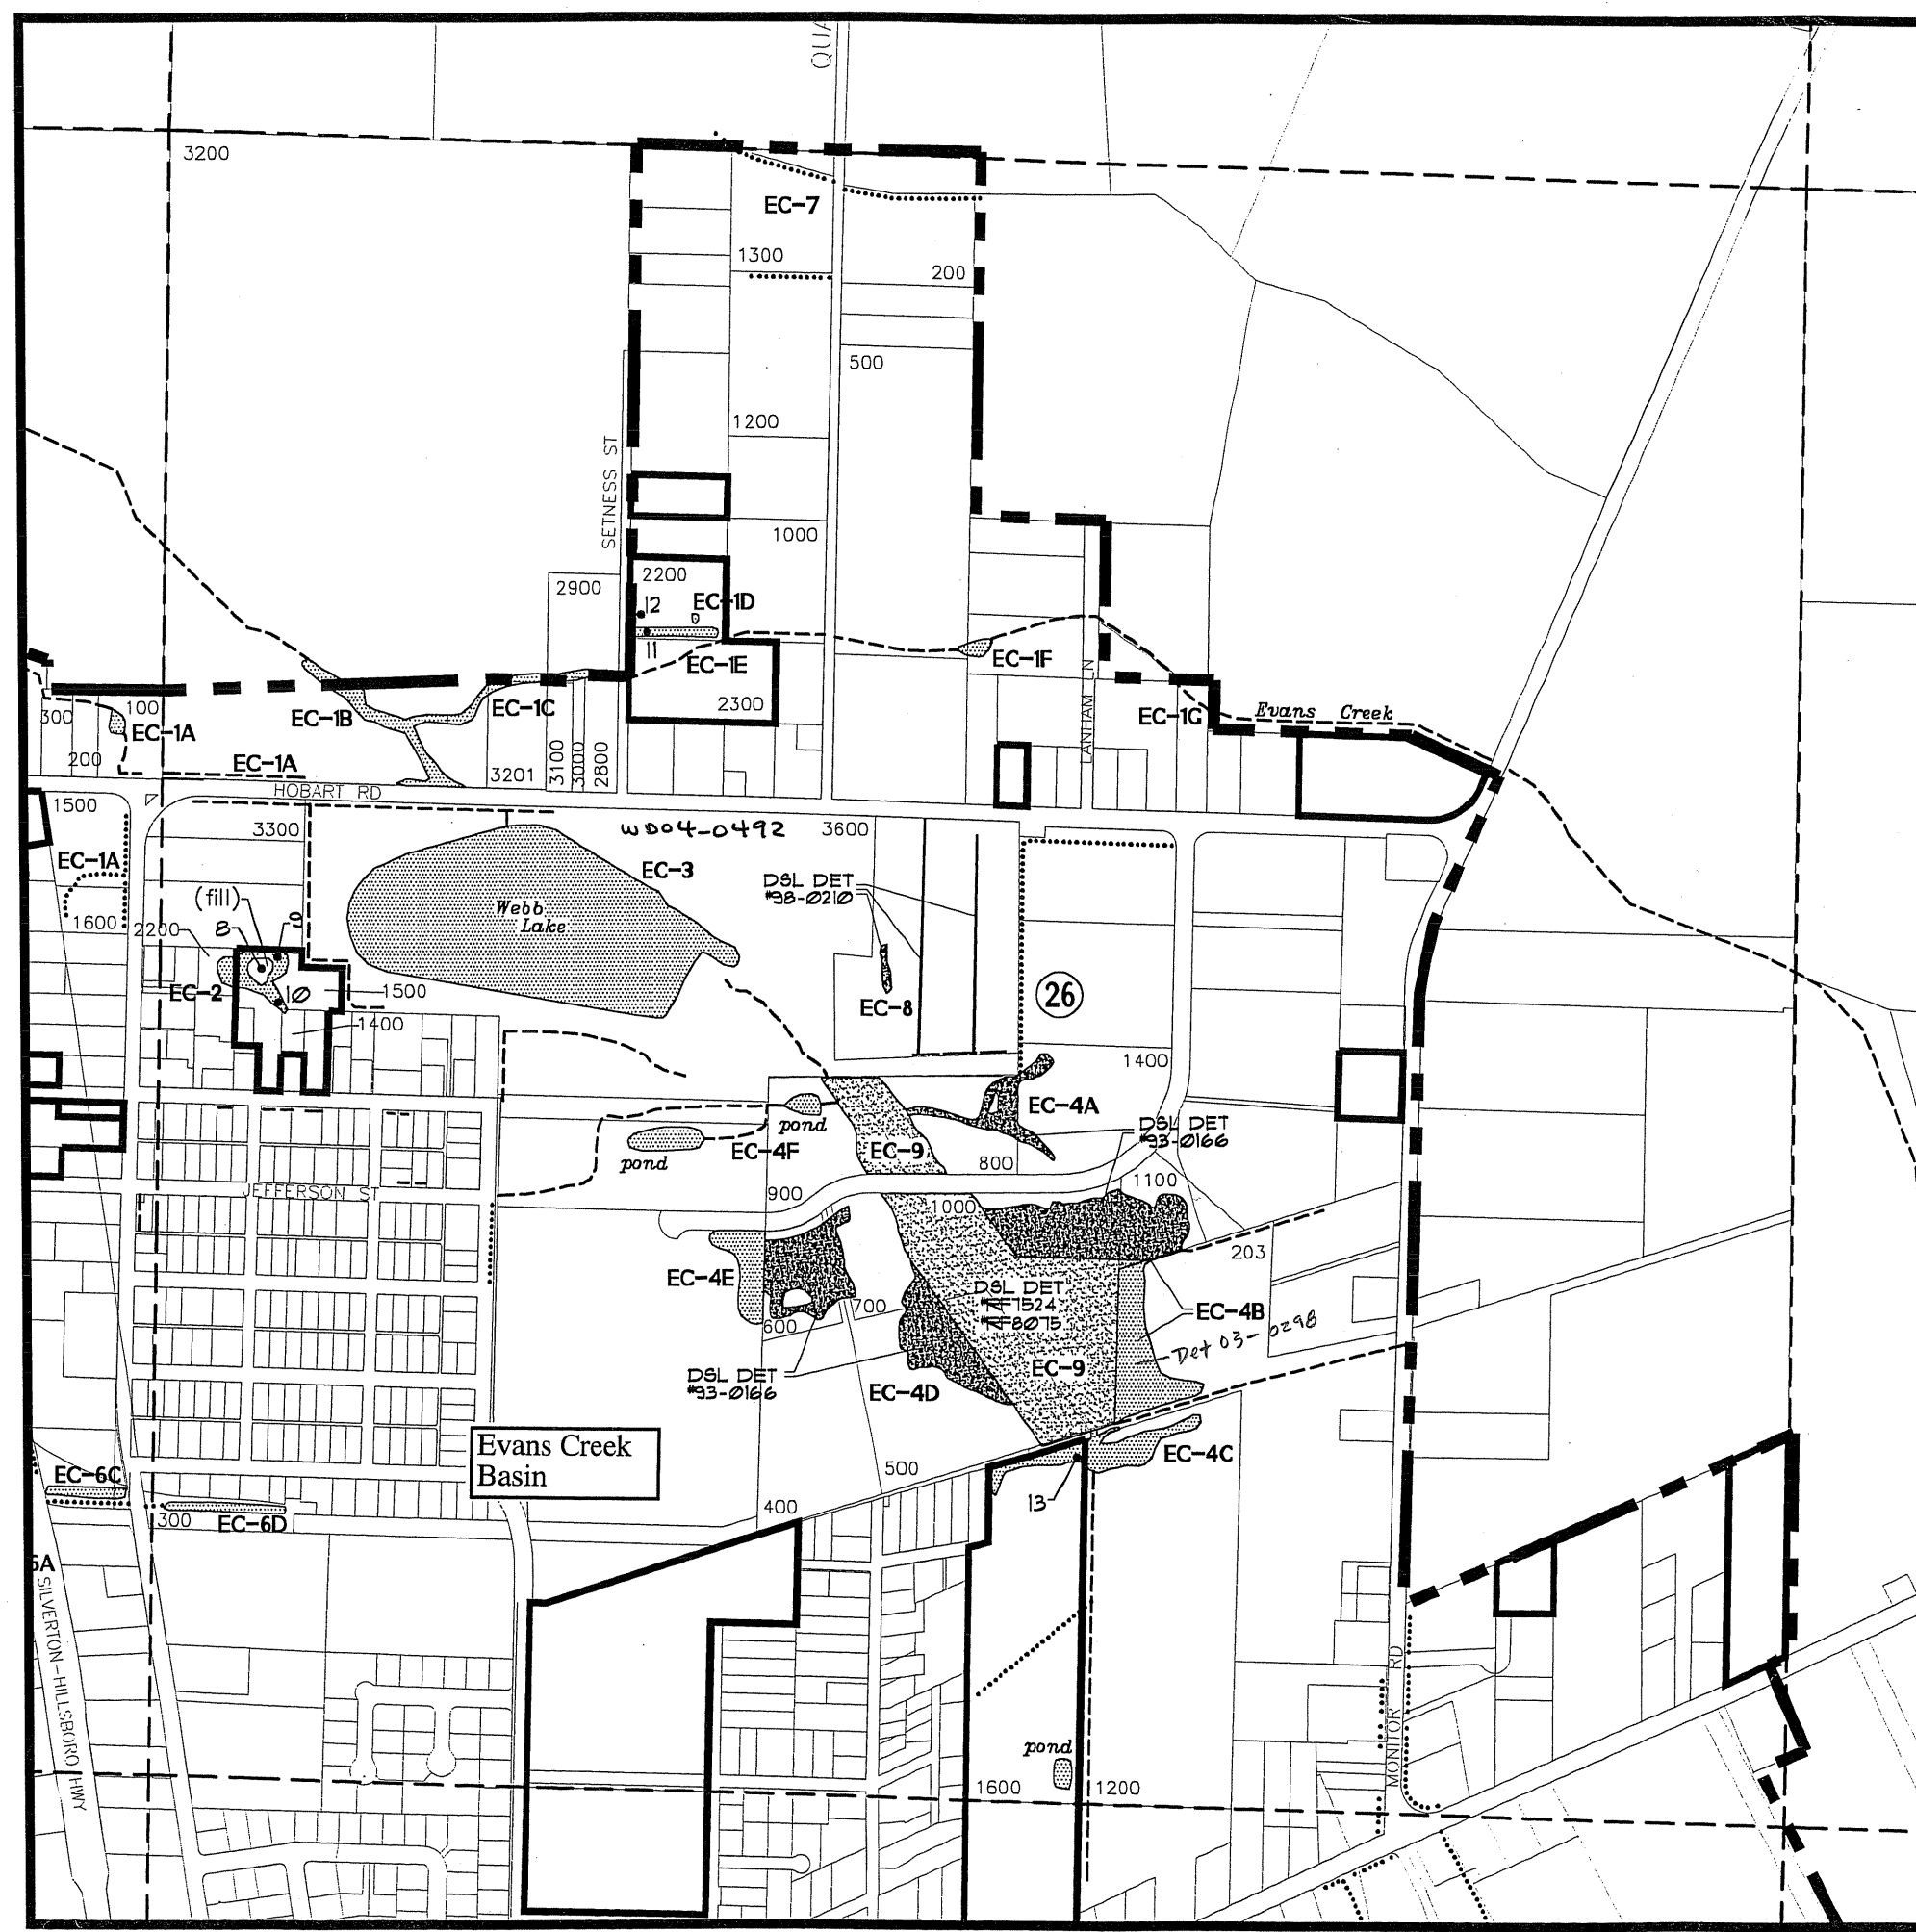 QUA
3200
EC-7
1300
200
500
1200
SETNESS ST
1000
2900
2200
12
EC-1D
11
EC-1E
EC-1F
LANHAM LN
300
100
EC-1A
200
EC-1A
EC-1B
EC-1C
2300
3201
3100
3000
2800
EC-1G
Evans Creek
HOBART RD
1500
3300
WD04-0492
3600
EC-1A
EC-3
DSL DET
#98-0210
(fill)
8
9
Webb
Lake
1600
2200
EC-2
10
1500
EC-8
26
1400
1400
EC-4A
pond
DSL DET
#93-0166
EC-4F
EC-9
pond
800
JEFFERSON ST
900
1000
1100
203
EC-4E
DSL DET
#RF1524
#RF8075
700
EC-4B
600
Det 03-0298
DSL DET
#93-0166
EC-4D
EC-9
Evans Creek
Basin
EC-6C
500
EC-4C
400
13
300
EC-6D
6A
SILVERTON-HILLSBORO HWY
MONITOR RD
pond
1600
1200